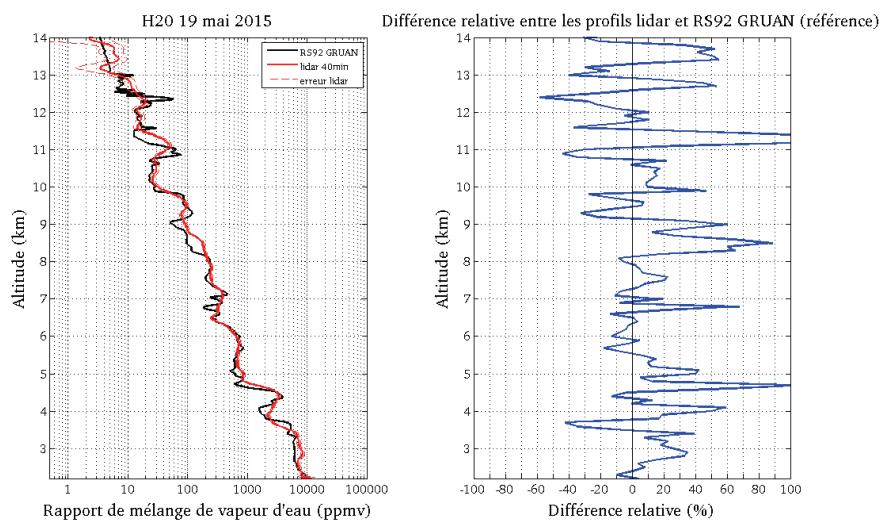 H20 19 mai 2015
RS92 GRUAN
lidar 40min
erreur lidar
14
13
12
11
10
9
8
7
6
5
4
3
Altitude (km)
1 10 100 1000 10000 100000
Rapport de mélange de vapeur d'eau (ppmv)
Différence relative entre les profils lidar et RS92 GRUAN (référence)
14
13
12
11
10
9
8
7
6
5
4
3
Altitude (km)
-100 -80 -60 -40 -20 0 20 40 60 80 100
Différence relative (%)